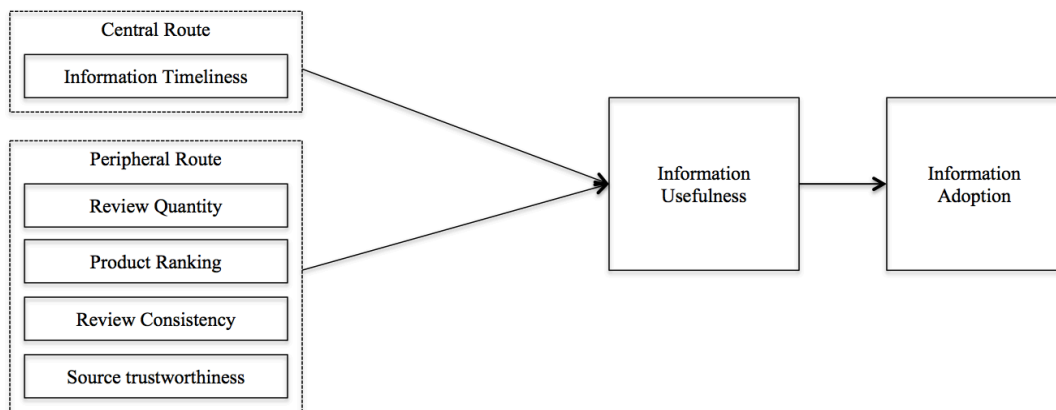 Central Route
Information Timeliness
Peripheral Route
Review Quantity
Product Ranking
Review Consistency
Source trustworthiness
Information
Usefulness
Information
Adoption